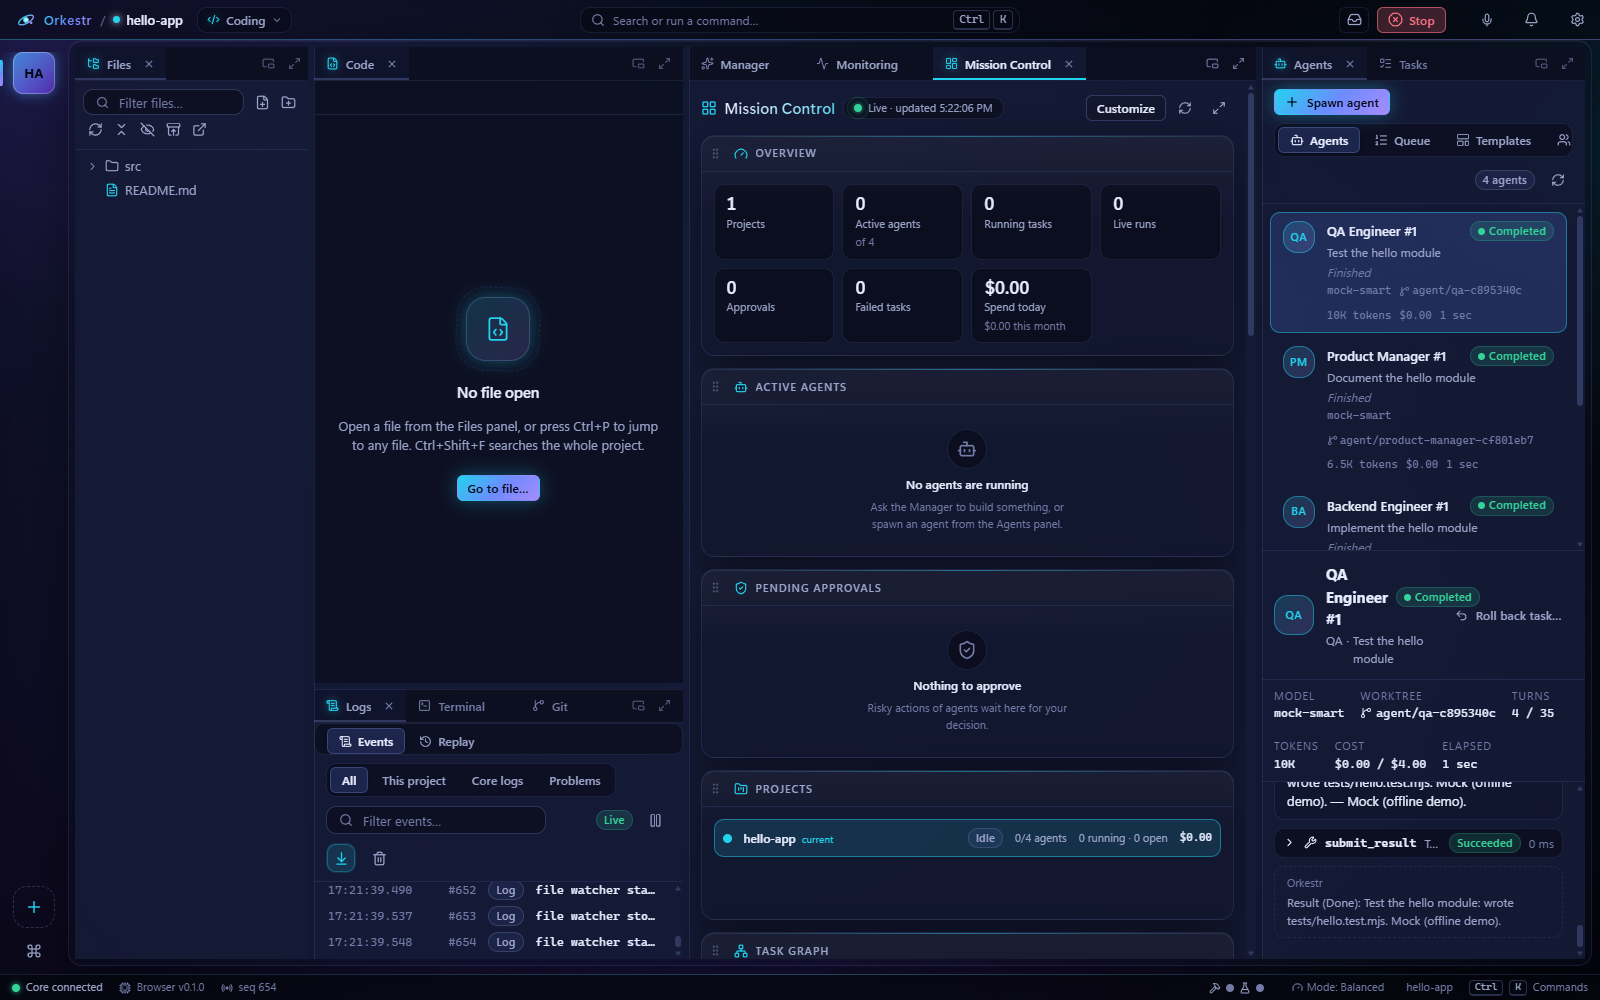 Orkestr / hello-app
Coding
Search or run a command...
Ctrl K
Stop
HA
Files
Filter files...
src
README.md
Code
No file open
Open a file from the Files panel, or press Ctrl+P to jump
to any file. Ctrl+Shift+F searches the whole project.
Go to file...
Logs
Terminal
Git
Events
Replay
All
This project
Core logs
Problems
Filter events...
Live
17:21:39.490 #652 Log file watcher sta...
17:21:39.537 #653 Log file watcher sto...
17:21:39.548 #654 Log file watcher sta...
Manager
Monitoring
Mission Control
Mission Control
Live · updated 5:22:06 PM
Customize
OVERVIEW
1
Projects
0
Active agents
of 4
0
Running tasks
0
Live runs
0
Approvals
0
Failed tasks
$0.00
Spend today
$0.00 this month
ACTIVE AGENTS
No agents are running
Ask the Manager to build something, or
spawn an agent from the Agents panel.
PENDING APPROVALS
Nothing to approve
Risky actions of agents wait here for your
decision.
PROJECTS
hello-app current Idle 0/4 agents 0 running · 0 open $0.00
TASK GRAPH
Agents
Tasks
Spawn agent
Agents
Queue
Templates
4 agents
QA
QA Engineer #1
Completed
Test the hello module
Finished
mock-smart agent/qa-c895340c
10K tokens $0.00 1 sec
PM
Product Manager #1
Completed
Document the hello module
Finished
mock-smart
agent/product-manager-cf801eb7
6.5K tokens $0.00 1 sec
BA
Backend Engineer #1
Completed
Implement the hello module
Finished
QA
QA
Engineer
#1
Completed
Roll back task...
QA · Test the hello
module
MODEL
mock-smart
WORKTREE
agent/qa-c895340c
TURNS
4 / 35
TOKENS
10K
COST
$0.00 / $4.00
ELAPSED
1 sec
wrote tests/hello.test.mjs. Mock (offline
demo). — Mock (offline demo).
submit_result T... Succeeded 0 ms
Orkestr
Result (Done): Test the hello module: wrote
tests/hello.test.mjs. Mock (offline demo).
Core connected
Browser v0.1.0
seq 654
Mode: Balanced
hello-app
Ctrl K Commands